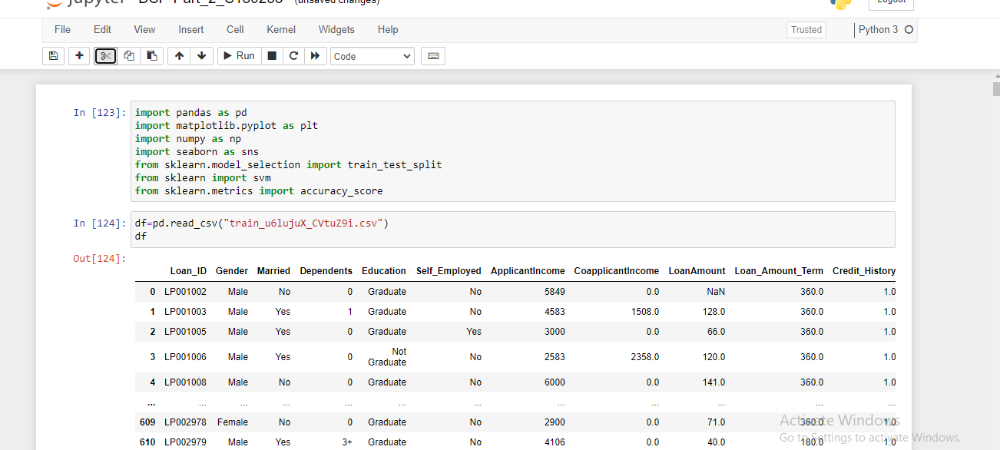 (unsaved changes)
Logout
File Edit View Insert Cell Kernel Widgets Help
Trusted
Python 3
Run
Code
In [123]:
import pandas as pd
import matplotlib.pyplot as plt
import numpy as np
import seaborn as sns
from sklearn.model_selection import train_test_split
from sklearn import svm
from sklearn.metrics import accuracy_score
In [124]:
df=pd.read_csv("train_u6lujuX_CVtuZ9i.csv")
df
Out[124]:
Loan_ID Gender Married Dependents Education Self_Employed ApplicantIncome CoapplicantIncome LoanAmount Loan_Amount_Term Credit_History
0 LP001002 Male No 0 Graduate No 5849 0.0 NaN 360.0 1.0
1 LP001003 Male Yes 1 Graduate No 4583 1508.0 128.0 360.0 1.0
2 LP001005 Male Yes 0 Graduate Yes 3000 0.0 66.0 360.0 1.0
3 LP001006 Male Yes 0 Not Graduate No 2583 2358.0 120.0 360.0 1.0
4 LP001008 Male No 0 Graduate No 6000 0.0 141.0 360.0 1.0
... ... ... ... ... ... ... ... ... ... ... ...
609 LP002978 Female No 0 Graduate No 2900 0.0 71.0 360.0 1.0
610 LP002979 Male Yes 3+ Graduate No 4106 0.0 40.0 180.0 1.0
Activate Windows
Go to Settings to activate Windows.